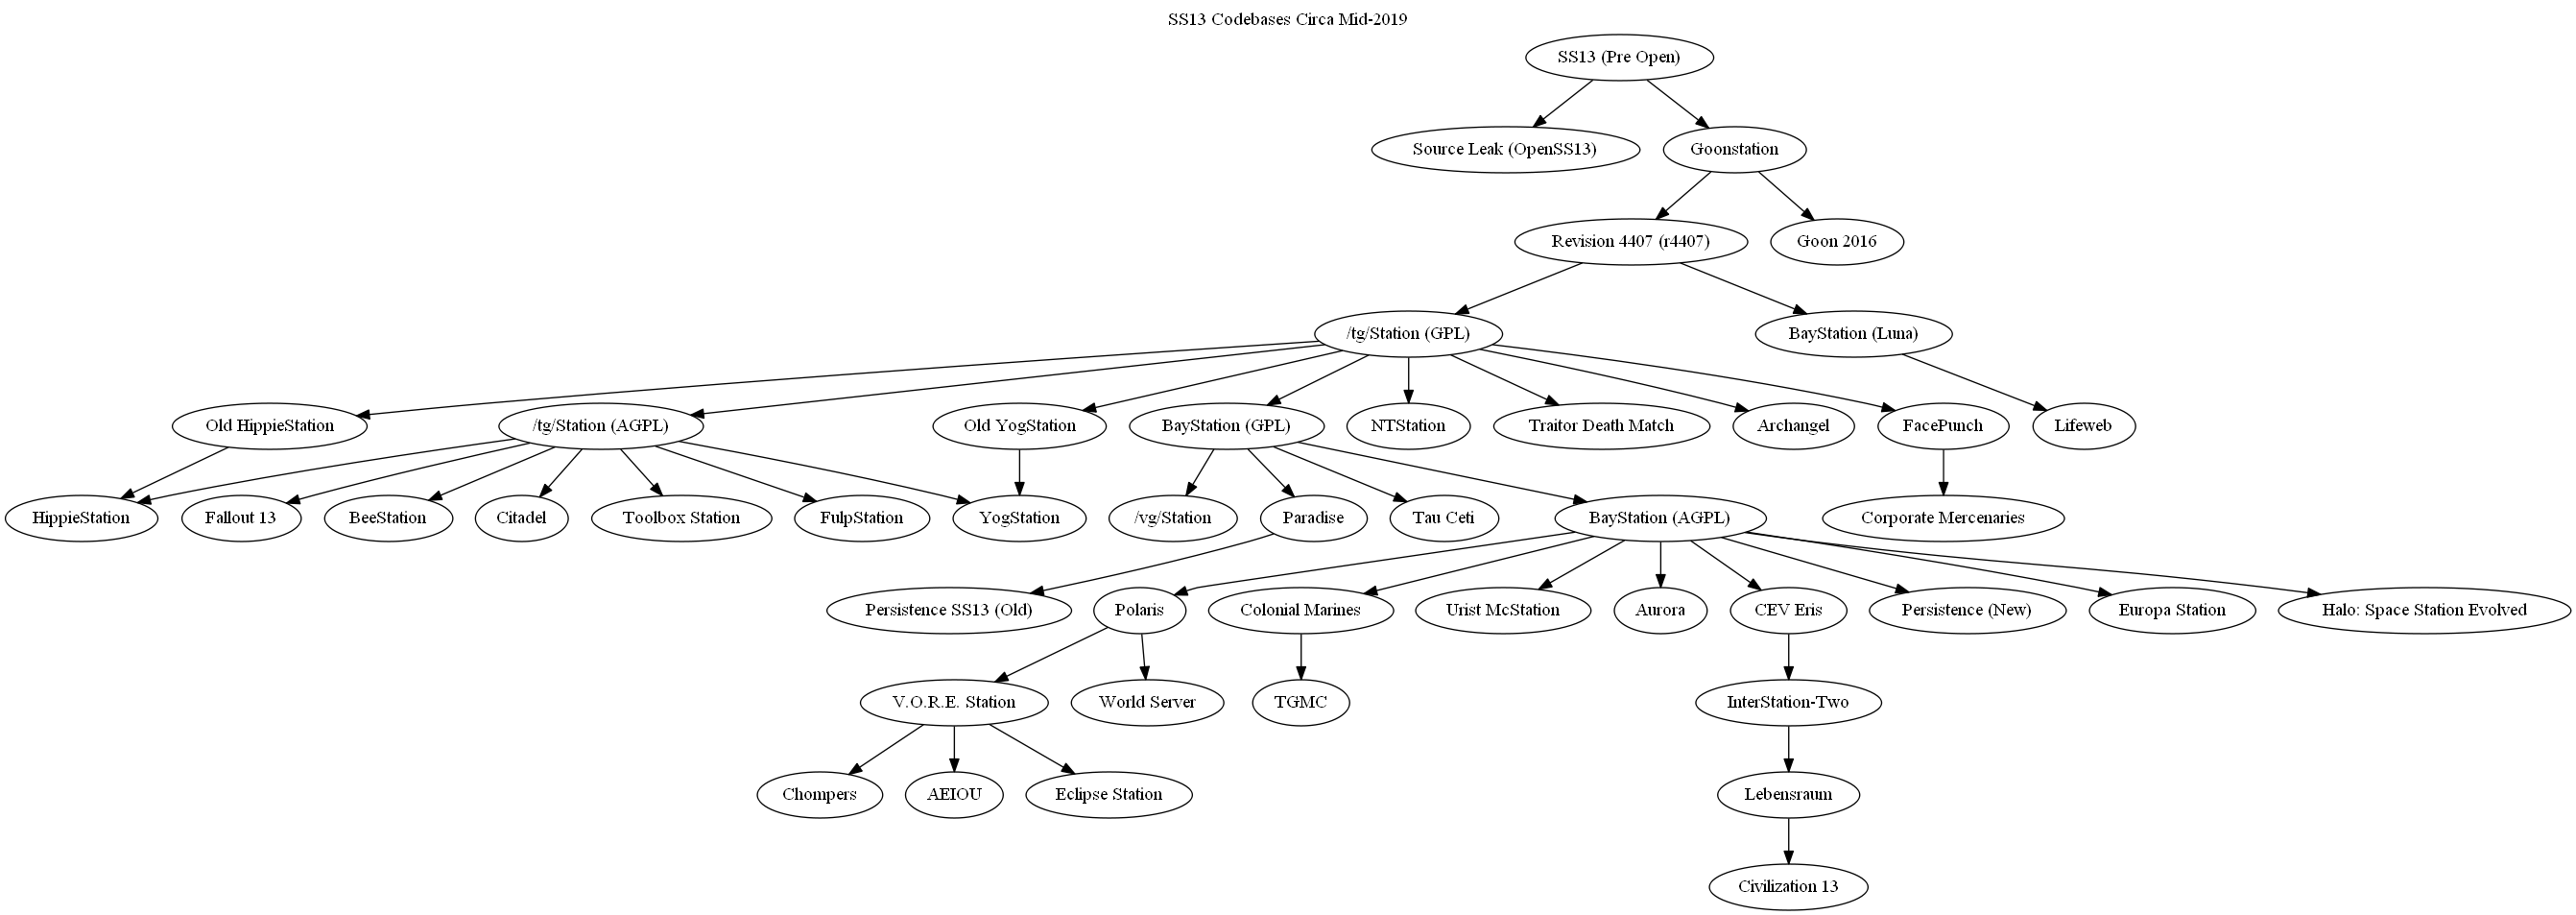 SS13 Codebases Circa Mid-2019
SS13 (Pre Open)
Source Leak (OpenSS13)
Goonstation
Revision 4407 (r4407)
Goon 2016
/tg/Station (GPL)
BayStation (Luna)
Old HippieStation
/tg/Station (AGPL)
Old YogStation
BayStation (GPL)
NTStation
Traitor Death Match
Archangel
FacePunch
Lifeweb
HippieStation
Fallout 13
BeeStation
Citadel
Toolbox Station
FulpStation
YogStation
/vg/Station
Paradise
Tau Ceti
BayStation (AGPL)
Corporate Mercenaries
Persistence SS13 (Old)
Polaris
Colonial Marines
Urist McStation
Aurora
CEV Eris
Persistence (New)
Europa Station
Halo: Space Station Evolved
V.O.R.E. Station
World Server
TGMC
InterStation-Two
Chompers
AEIOU
Eclipse Station
Lebensraum
Civilization 13